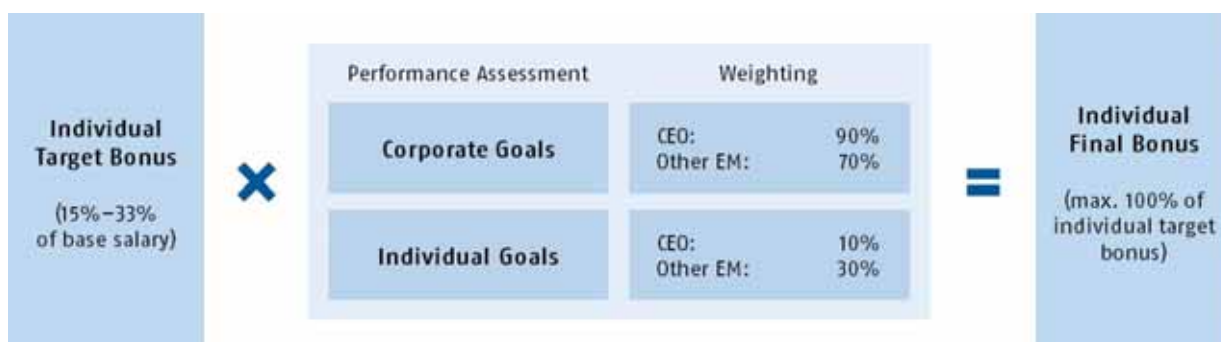 Individual
Target Bonus
(15%–33%
of base salary)
×
Performance Assessment
Weighting
Corporate Goals
CEO: 90%
Other EM: 70%
Individual Goals
CEO: 10%
Other EM: 30%
=
Individual
Final Bonus
(max. 100% of
individual target
bonus)